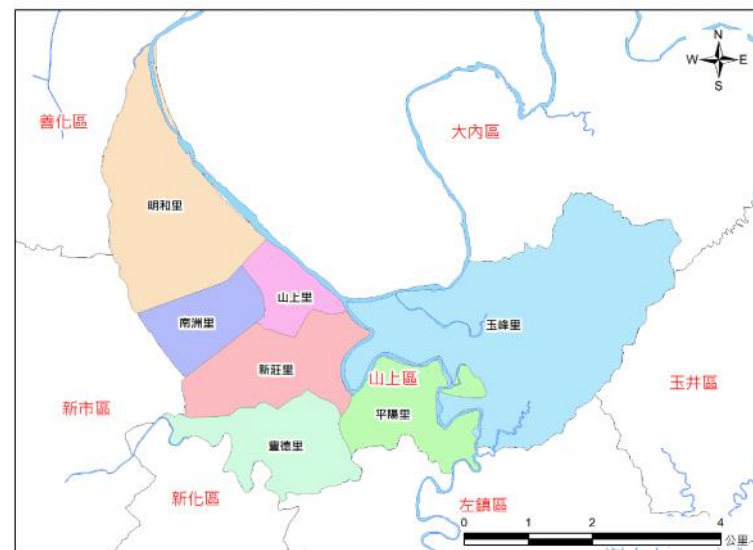 N
W E
S
善化區
大內區
明和里
山上里
南洲里
玉峰里
新莊里
山上區
玉井區
新市區
平陽里
豊德里
新化區
左鎮區
0 1 2 4
公里